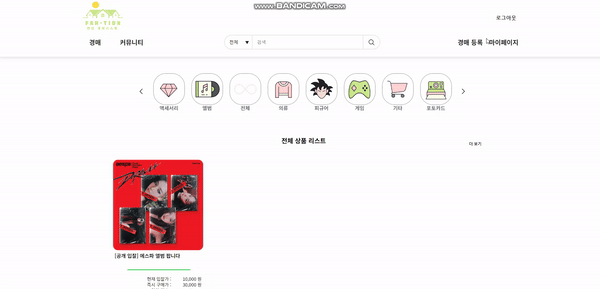 www.BANDICAM.com
로그아웃
경매 커뮤니티 전체 검색 경매 등록 마이페이지
액세서리 앨범 전체 의류 피규어 게임 기타 포토카드
전체 상품 리스트
더 보기
[공개 입찰] 에스파 앨범 팝니다
현재 입찰가 : 10,000 원
즉시 구매가 : 30,000 원